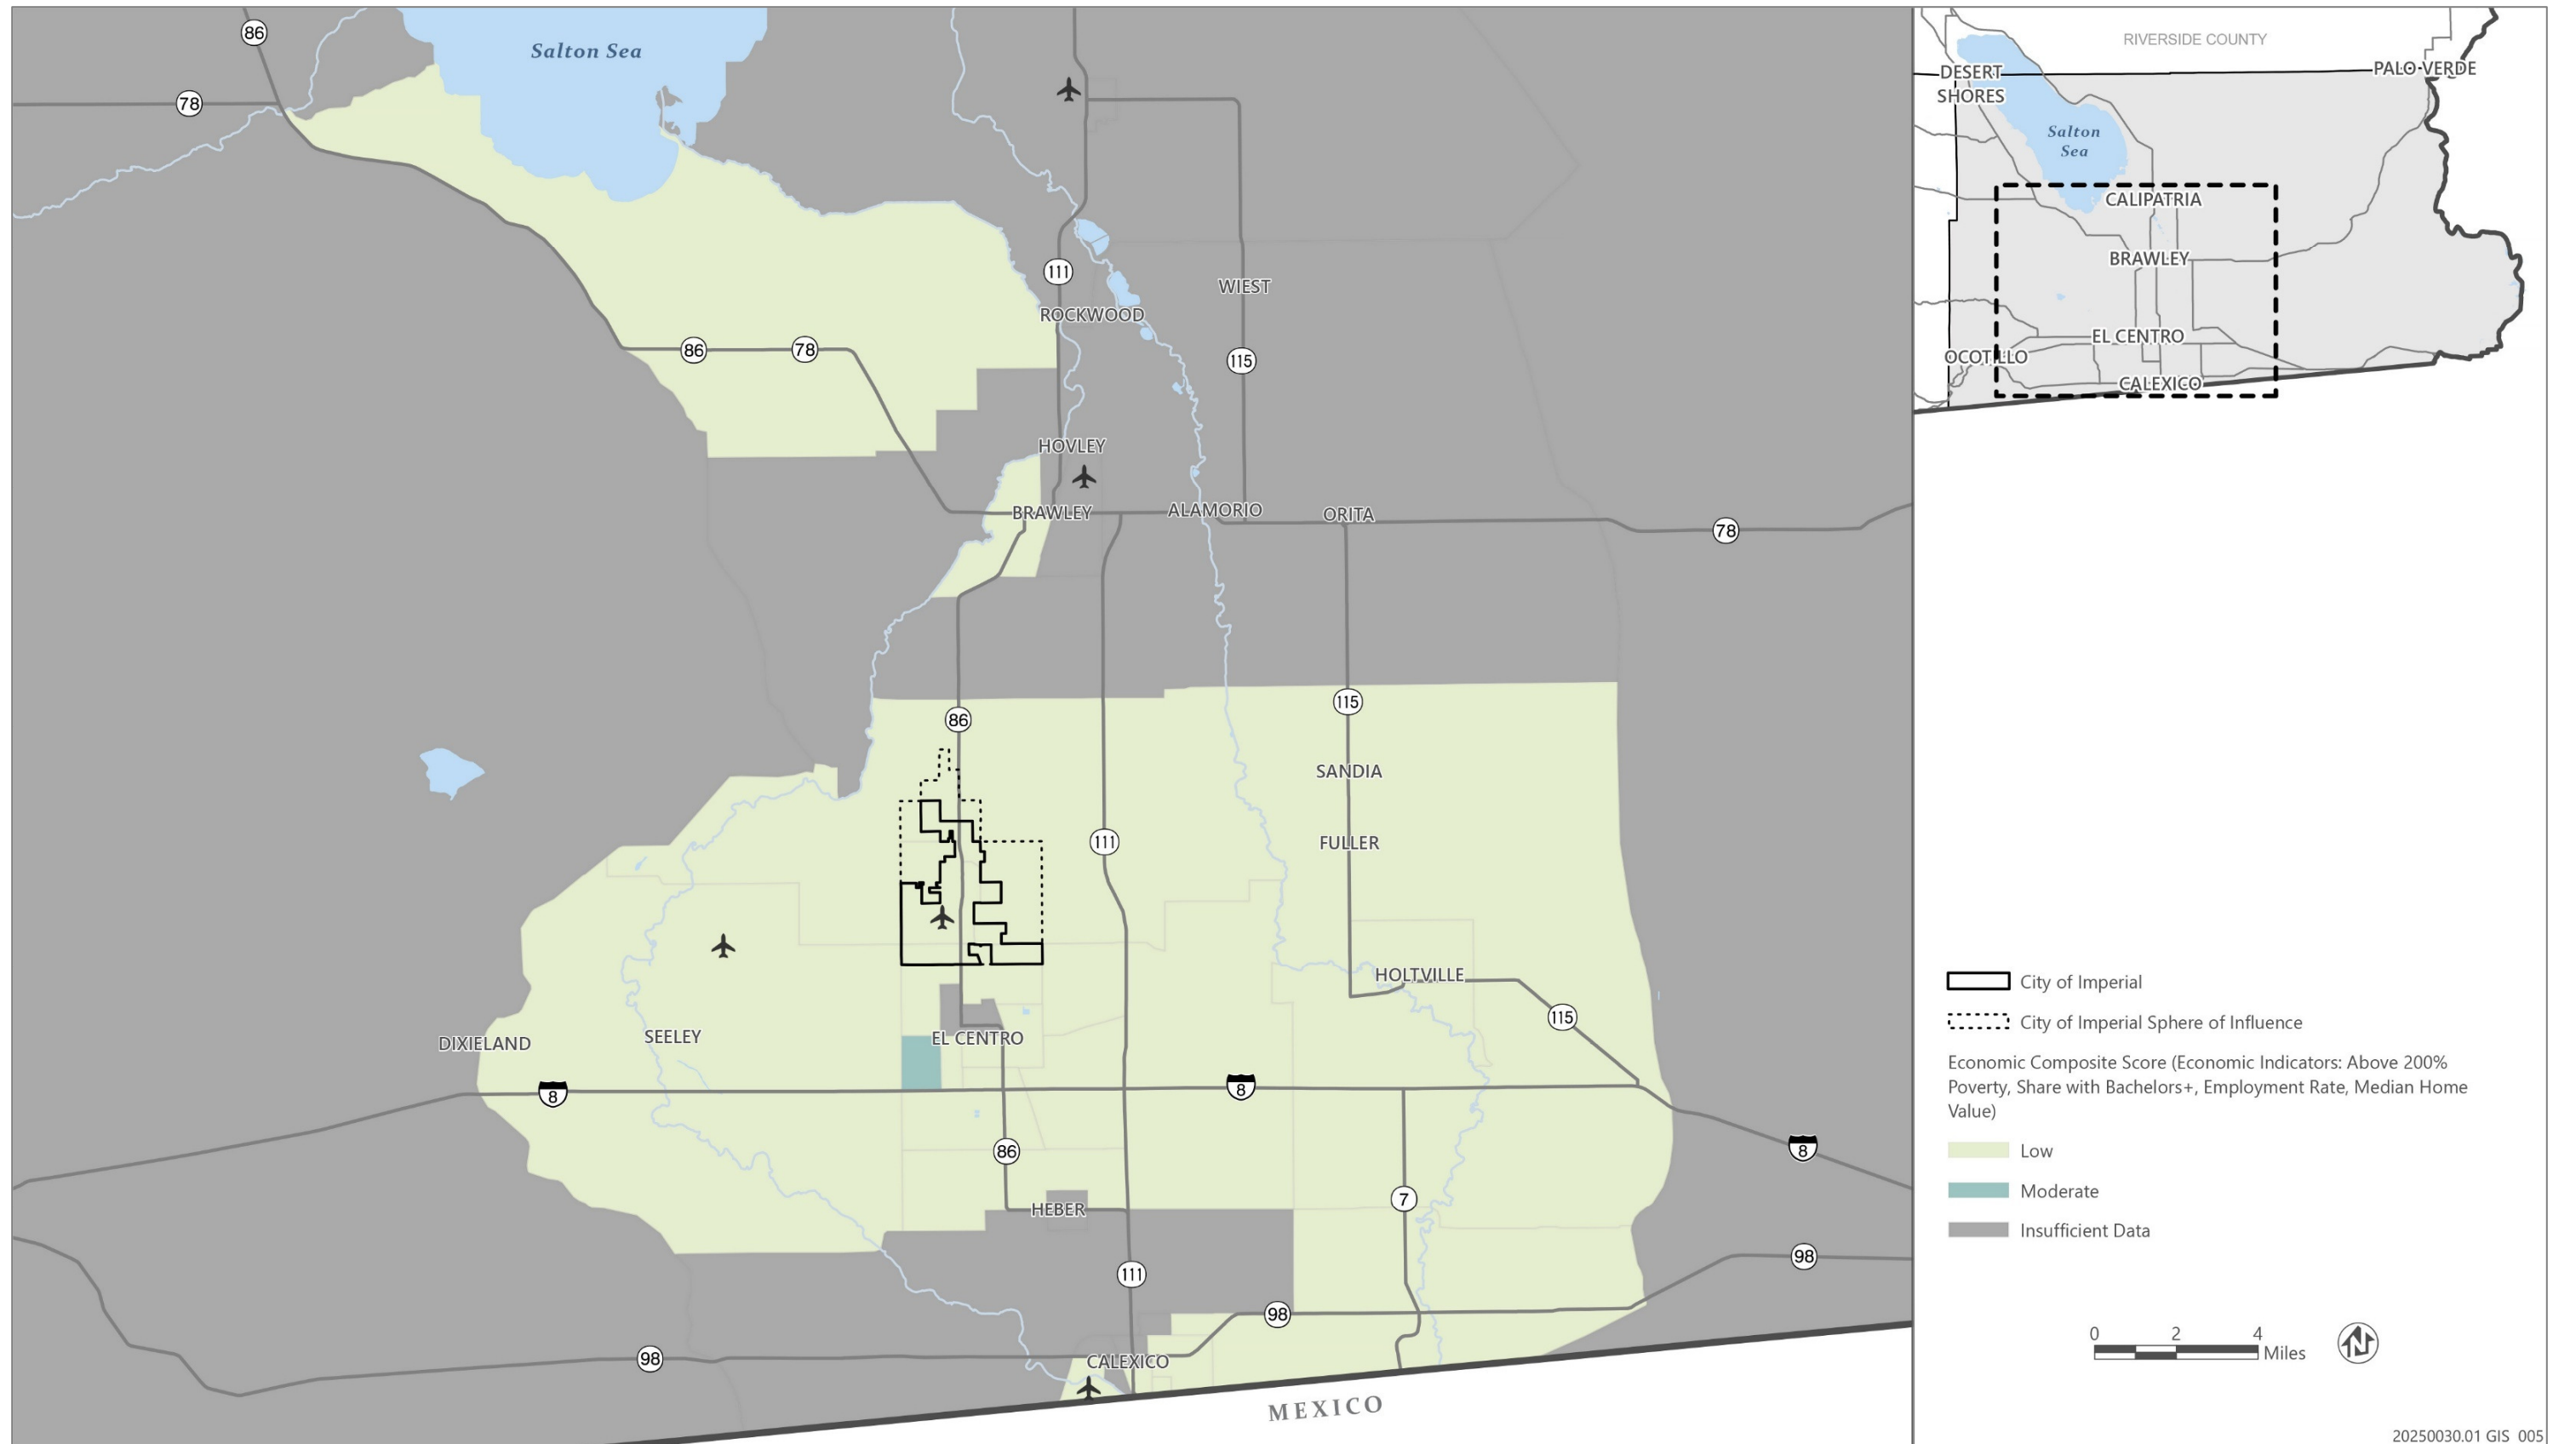 86
Salton Sea
78
111
WIEST
ROCKWOOD
86
78
115
HOVLEY
BRAWLEY
ALAMORIO
ORITA
78
86
115
SANDIA
111
FULLER
HOLTVILLE
115
DIXIELAND
SEELEY
EL CENTRO
8
8
86
8
7
HEBER
111
98
98
98
CALEXICO
MEXICO
RIVERSIDE COUNTY
DESERT
SHORES
PALO VERDE
Salton
Sea
CALIPATRIA
BRAWLEY
EL CENTRO
OCOTILLO
CALEXICO
City of Imperial
City of Imperial Sphere of Influence
Economic Composite Score (Economic Indicators: Above 200%
Poverty, Share with Bachelors+, Employment Rate, Median Home
Value)
Low
Moderate
Insufficient Data
0 2 4
Miles
N
20250030.01 GIS 005